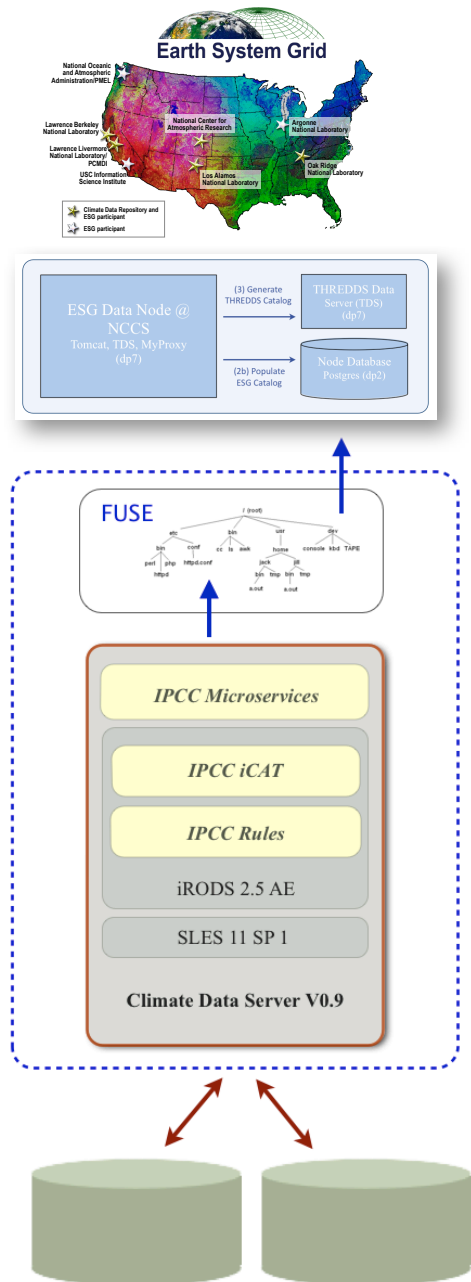 Earth System Grid
National Oceanic
and Atmospheric
Administration/PMEL
Lawrence Berkeley
National Laboratory
Lawrence Livermore
National Laboratory/
PCMDI
USC Information
Science Institute
National Center for
Atmospheric Research
Argonne
National Laboratory
Los Alamos
National Laboratory
Oak Ridge
National Laboratory
Climate Data Repository and
ESG participant
ESG participant
ESG Data Node @
NCCS
Tomcat, TDS, MyProxy
(dp7)
(3) Generate
THREDDS Catalog
THREDDS Data
Server (TDS)
(dp7)
(2b) Populate
ESG Catalog
Node Database
Postgres (dp2)
FUSE
/ (root)
etc bin usr dev
bin conf cc ls awk home console kbd TAPE
perl php httpd.conf jack jill
httpd bin tmp bin tmp
a.out a.out
IPCC Microservices
IPCC iCAT
IPCC Rules
iRODS 2.5 AE
SLES 11 SP 1
Climate Data Server V0.9